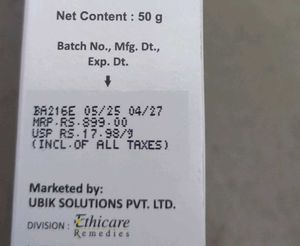 Net Content : 50 g
Batch No., Mfg. Dt.,
Exp. Dt.
BA216E 05/25 04/27
MRP.RS.899.00
USP RS.17.98/g
(INCL.OF ALL TAXES)
Marketed by:
UBIK SOLUTIONS PVT. LTD.
DIVISION : Ethicare
Remedies